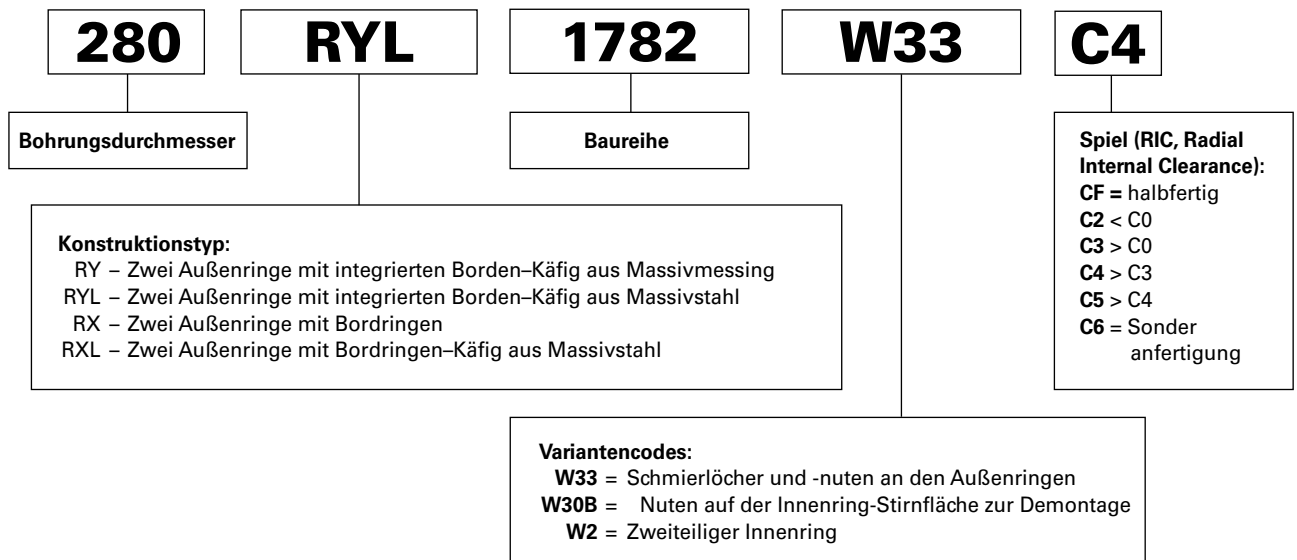 280 RYL 1782 W33 C4
Bohrungsdurchmesser
Baureihe
Spiel (RIC, Radial
Internal Clearance):
CF = halbfertig
C2 < C0
C3 > C0
C4 > C3
C5 > C4
C6 = Sonder
anfertigung
Konstruktionstyp:
RY – Zwei Außenringe mit integrierten Borden–Käfig aus Massivmessing
RYL – Zwei Außenringe mit integrierten Borden–Käfig aus Massivstahl
RX – Zwei Außenringe mit Bordringen
RXL – Zwei Außenringe mit Bordringen–Käfig aus Massivstahl
Variantencodes:
W33 = Schmierlöcher und -nuten an den Außenringen
W30B = Nuten auf der Innenring-Stirnfläche zur Demontage
W2 = Zweiteiliger Innenring